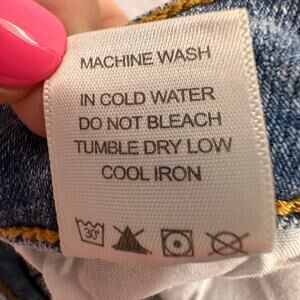 MACHINE WASH
IN COLD WATER
DO NOT BLEACH
TUMBLE DRY LOW
COOL IRON
30°